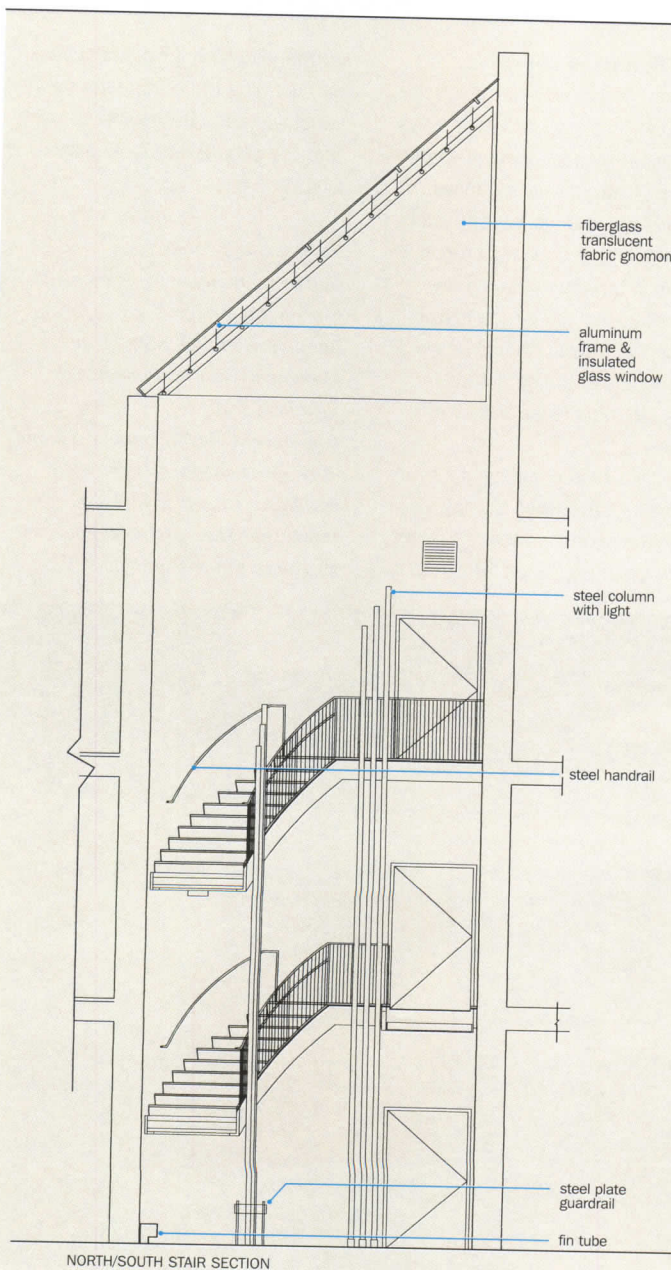 fiberglass
translucent
fabric gnomon
aluminum
frame &
insulated
glass window
steel column
with light
steel handrail
steel plate
guardrail
fin tube
NORTH/SOUTH STAIR SECTION